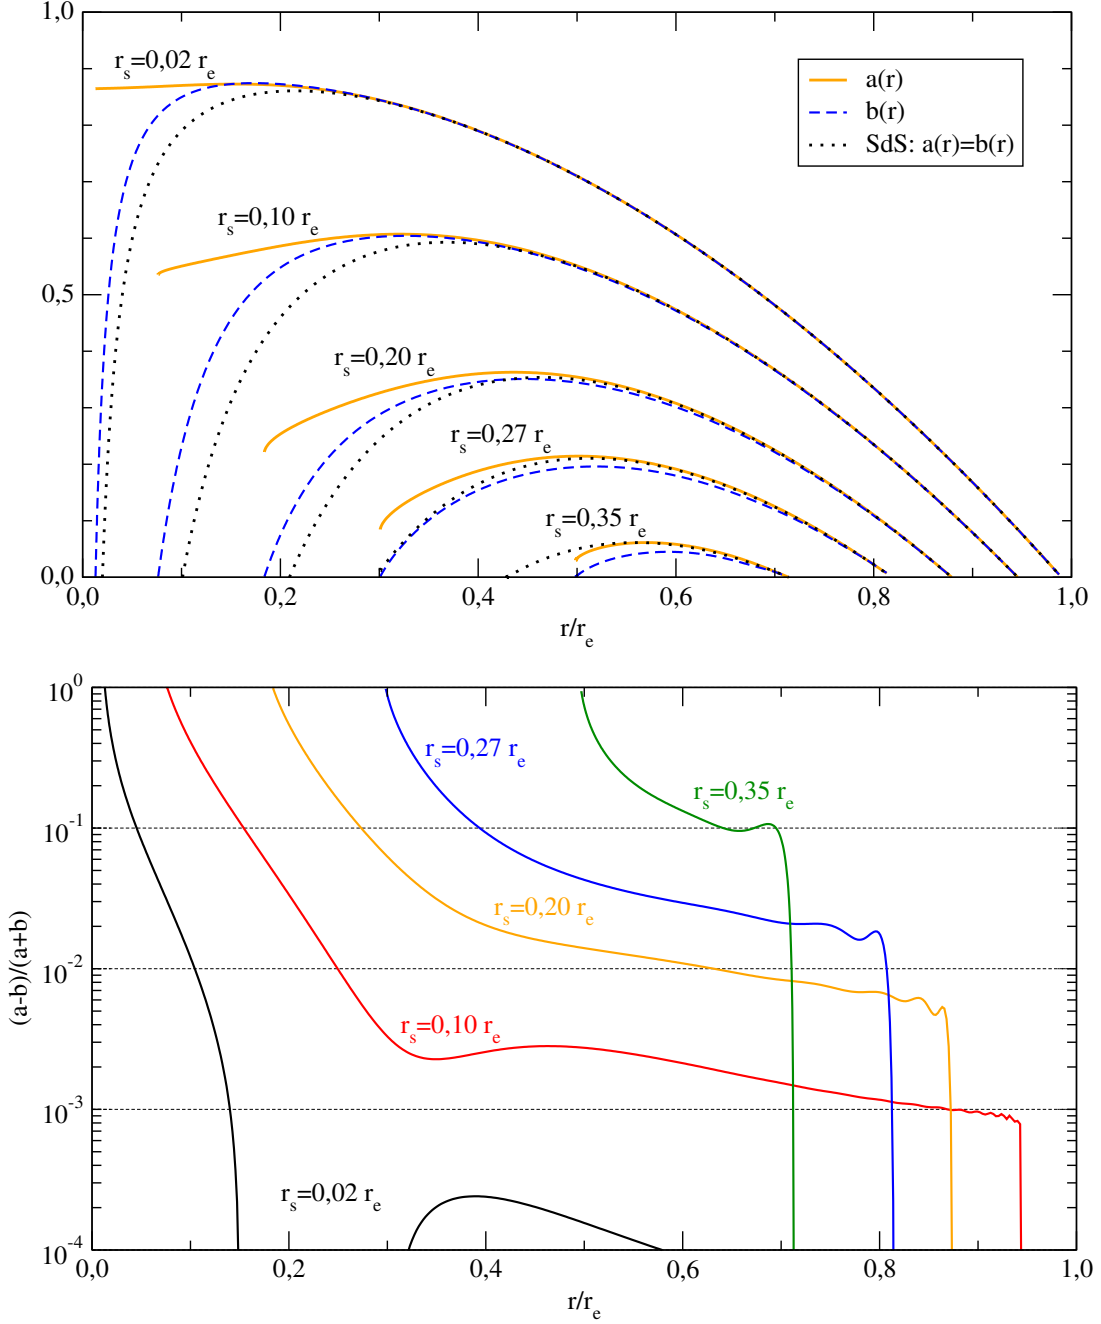 1,0
r_s=0,02 r_e
a(r)
b(r)
SdS: a(r)=b(r)
r_s=0,10 r_e
0,5
r_s=0,20 r_e
r_s=0,27 r_e
r_s=0,35 r_e
0,0
0,0 0,2 0,4 0,6 0,8 1,0
r/r_e
10^0
r_s=0,27 r_e
r_s=0,35 r_e
10^-1
r_s=0,20 r_e
(a-b)/(a+b)
10^-2
r_s=0,10 r_e
10^-3
r_s=0,02 r_e
10^-4
0,0 0,2 0,4 0,6 0,8 1,0
r/r_e